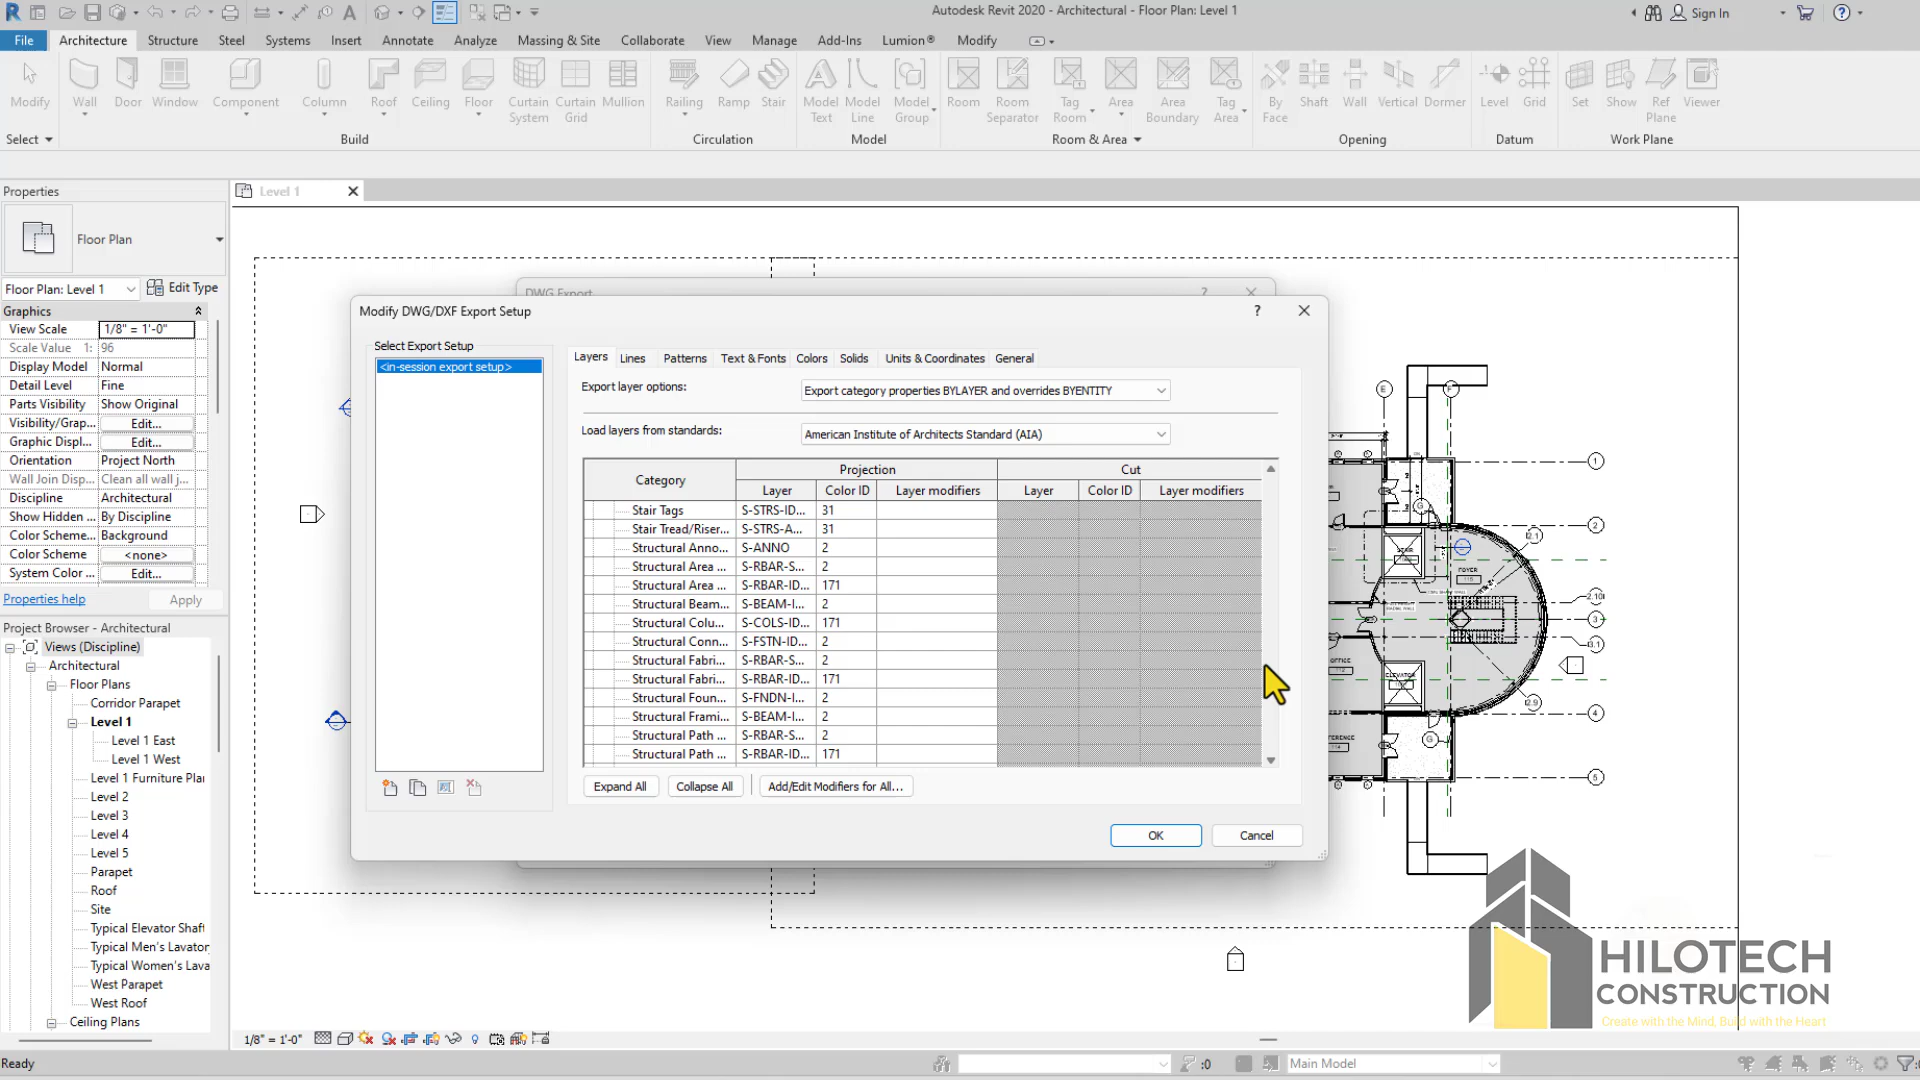 Autodesk Revit 2020 - Architectural - Floor Plan: Level 1
Sign In
File Architecture Structure Steel Systems Insert Annotate Analyze Massing & Site Collaborate View Manage Add-Ins Lumion® Modify
Modify Wall Door Window Component Column Roof Ceiling Floor Curtain System Curtain Grid Mullion Railing Ramp Stair Model Text Model Line Model Group Room Room Separator Tag Room Area Area Boundary Tag Area By Face Shaft Wall Vertical Dormer Level Grid Set Show Ref Plane Viewer
Select Build Circulation Model Room & Area Opening Datum Work Plane
Properties
Level 1
Floor Plan
Floor Plan: Level 1 Edit Type
Graphics
View Scale 1/8" = 1'-0"
Scale Value 1: 96
Display Model Normal
Detail Level Fine
Parts Visibility Show Original
Visibility/Grap... Edit...
Graphic Displ... Edit...
Orientation Project North
Wall Join Disp... Clean all wall j...
Discipline Architectural
Show Hidden ... By Discipline
Color Scheme... Background
Color Scheme <none>
System Color ... Edit...
Properties help Apply
Project Browser - Architectural
Views (Discipline)
Architectural
Floor Plans
Corridor Parapet
Level 1
Level 1 East
Level 1 West
Level 1 Furniture Plan
Level 2
Level 3
Level 4
Level 5
Parapet
Roof
Site
Typical Elevator Shaft
Typical Men's Lavator
Typical Women's Lava
West Parapet
West Roof
Ceiling Plans
DWG Export
?
Modify DWG/DXF Export Setup
?
Select Export Setup
<in-session export setup>
Layers Lines Patterns Text & Fonts Colors Solids Units & Coordinates General
Export layer options: Export category properties BYLAYER and overrides BYENTITY
Load layers from standards: American Institute of Architects Standard (AIA)
Category Projection Cut
Layer Color ID Layer modifiers Layer Color ID Layer modifiers
Stair Tags S-STRS-ID... 31
Stair Tread/Riser... S-STRS-A... 31
Structural Anno... S-ANNO 2
Structural Area ... S-RBAR-S... 2
Structural Area ... S-RBAR-ID... 171
Structural Beam... S-BEAM-I... 2
Structural Colu... S-COLS-ID... 171
Structural Conn... S-FSTN-ID... 2
Structural Fabri... S-RBAR-S... 2
Structural Fabri... S-RBAR-ID... 171
Structural Foun... S-FNDN-I... 2
Structural Frami... S-BEAM-I... 2
Structural Path ... S-RBAR-S... 2
Structural Path ... S-RBAR-ID... 171
Expand All Collapse All Add/Edit Modifiers for All...
OK Cancel
E F
1
2
2.1
STAIR
FOYER
3
3.1
OFFICE
ELEVATOR
2.9
4
G
G
5
HILOTECH
CONSTRUCTION
Create with the Mind, Build with the Heart
1/8" = 1'-0"
Ready
:0
Main Model